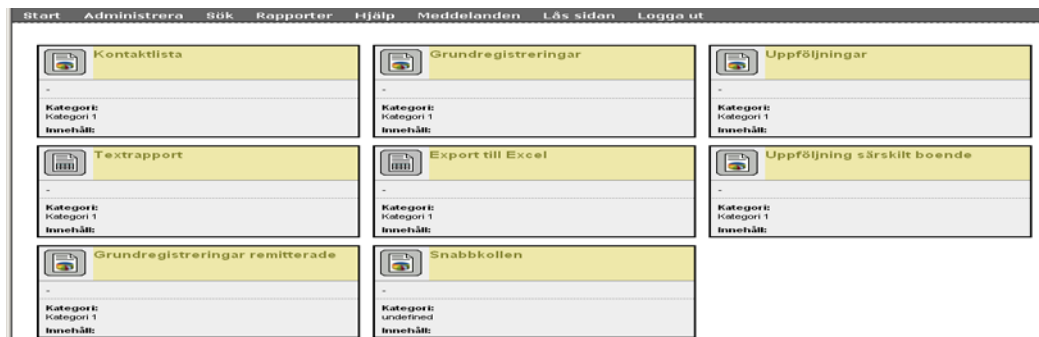 Start Administrera Sök Rapporter Hjälp Meddelanden Lås sidan Logga ut
Kontaktlista
-
Kategori:
Kategori 1
Innehåll:
Grundregistreringar
-
Kategori:
Kategori 1
Innehåll:
Uppföljningar
-
Kategori:
Kategori 1
Innehåll:
Textrapport
-
Kategori:
Kategori 1
Innehåll:
Export till Excel
-
Kategori:
Kategori 1
Innehåll:
Uppföljning särskilt boende
-
Kategori:
Kategori 1
Innehåll:
Grundregistreringar remitterade
-
Kategori:
Kategori 1
Innehåll:
Snabbkollen
-
Kategori:
undefined
Innehåll: